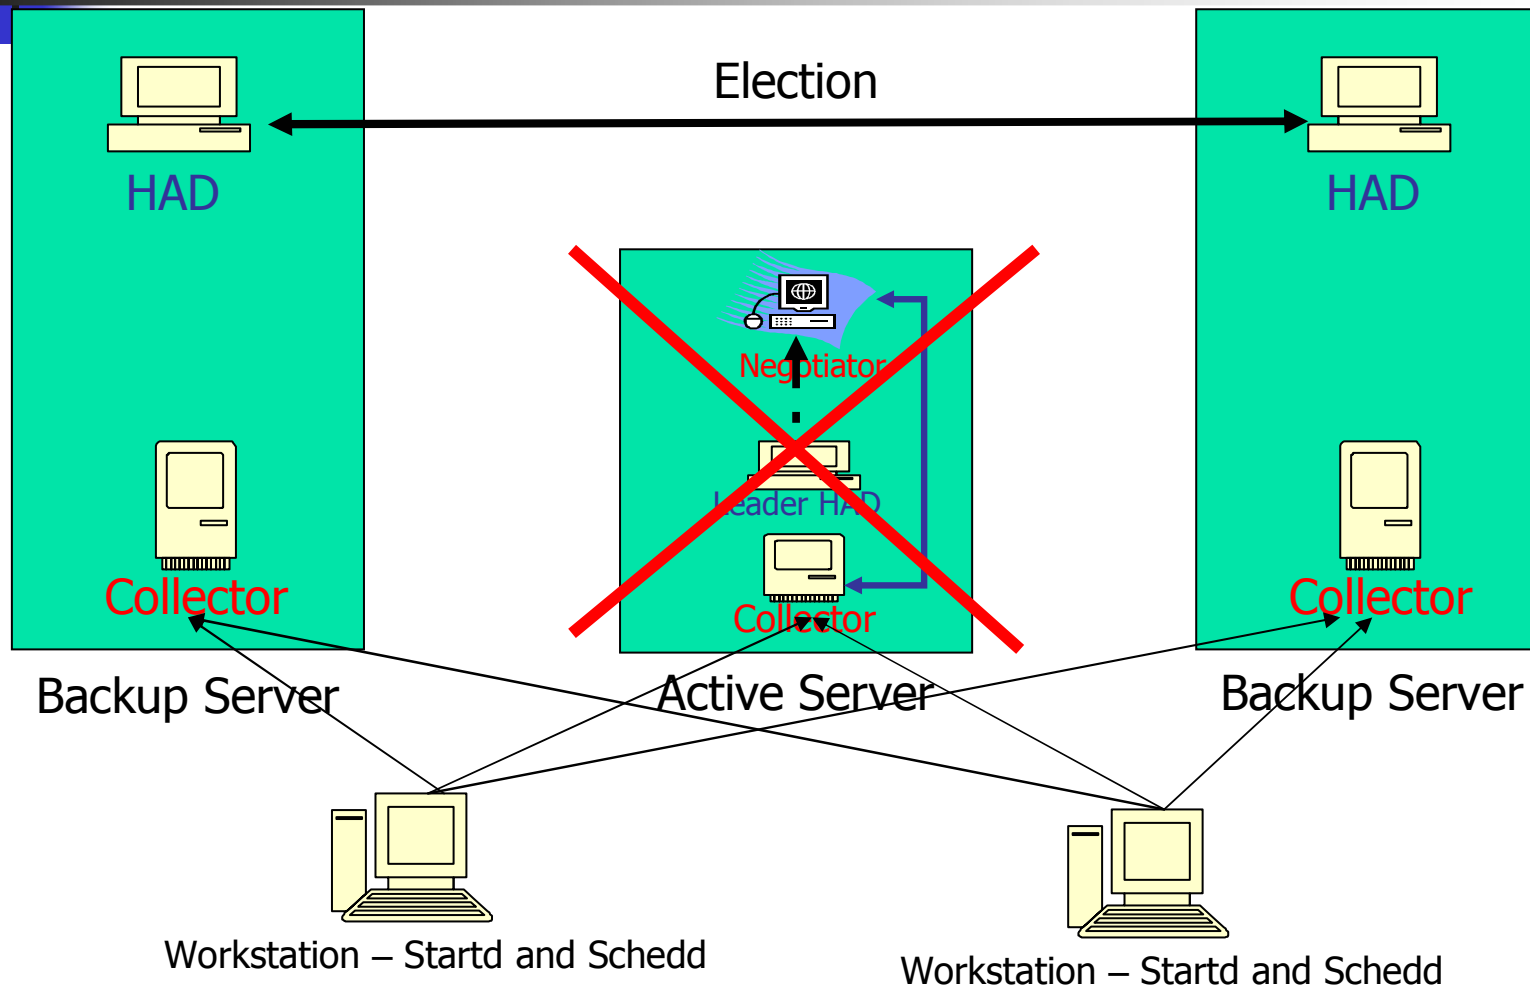 Election
HAD
HAD
Negotiator
Leader HAD
Collector
Collector
Collector
Backup Server
Active Server
Backup Server
Workstation – Startd and Schedd
Workstation – Startd and Schedd